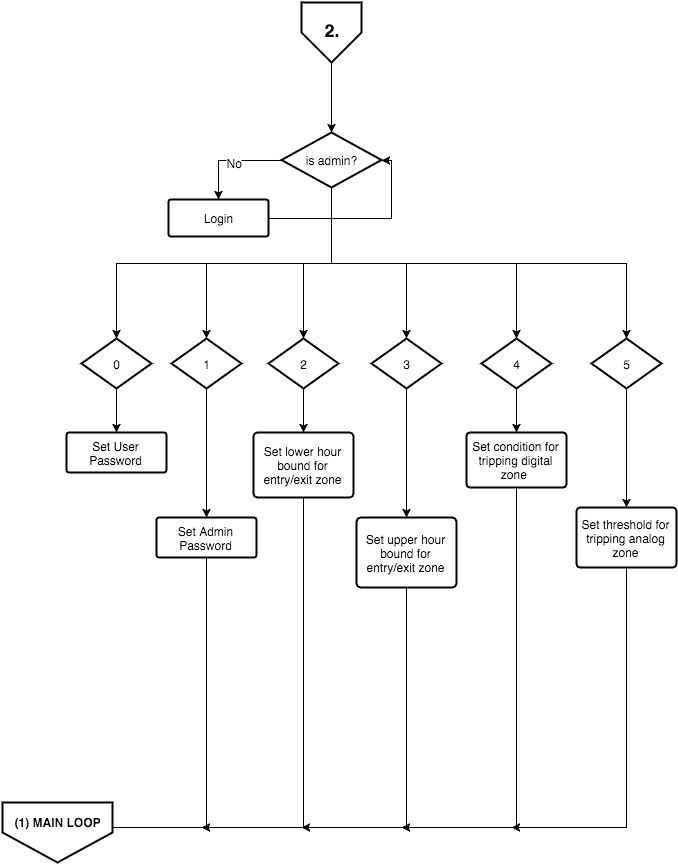 2.
is admin?
No
Login
0
1
2
3
4
5
Set User
Password
Set lower hour
bound for
entry/exit zone
Set condition for
tripping digital
zone
Set Admin
Password
Set upper hour
bound for
entry/exit zone
Set threshold for
tripping analog
zone
(1) MAIN LOOP